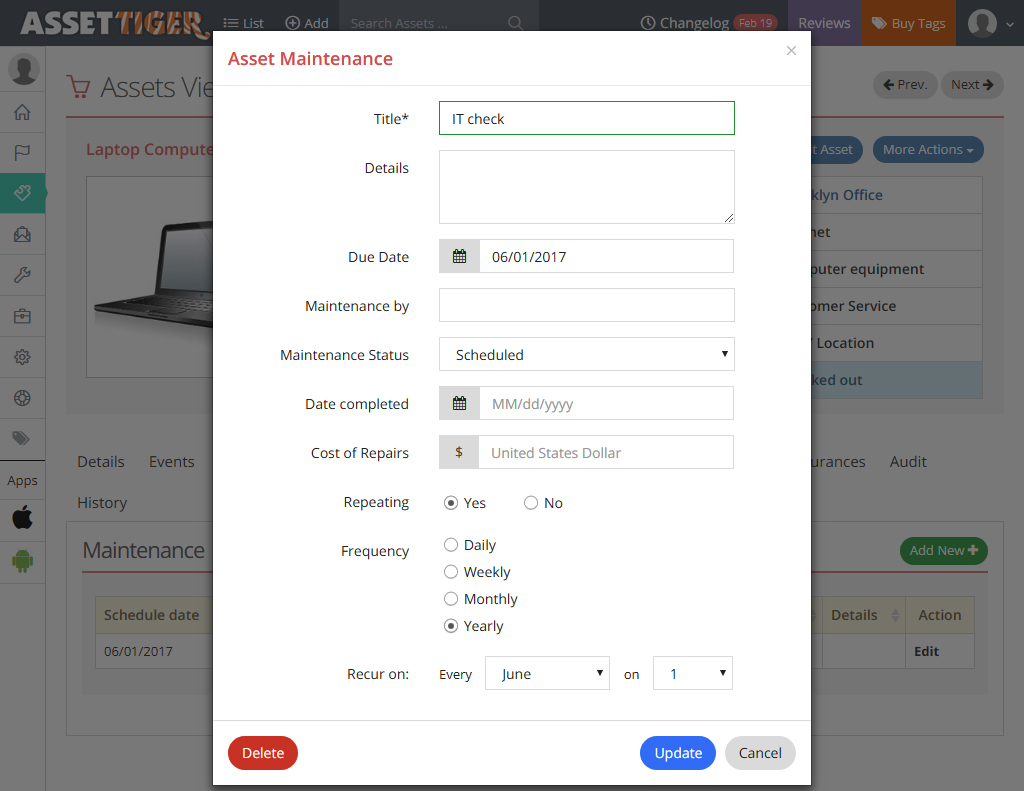 ASSETTIGER.
List
Add
Search Assets ...
Changelog Feb 19
Reviews
Buy Tags
Assets Vie
Prev.
Next
Laptop Compute
t Asset
More Actions
klyn Office
net
puter equipment
omer Service
/ Location
ked out
Details
Events
urances
Audit
History
Apps
Maintenance
Add New
Schedule date
Details
Action
06/01/2017
Edit
Asset Maintenance
×
Title* IT check
Details
Due Date 06/01/2017
Maintenance by
Maintenance Status Scheduled
Date completed MM/dd/yyyy
Cost of Repairs $ United States Dollar
Repeating Yes No
Frequency Daily
Weekly
Monthly
Yearly
Recur on: Every June on 1
Delete
Update
Cancel